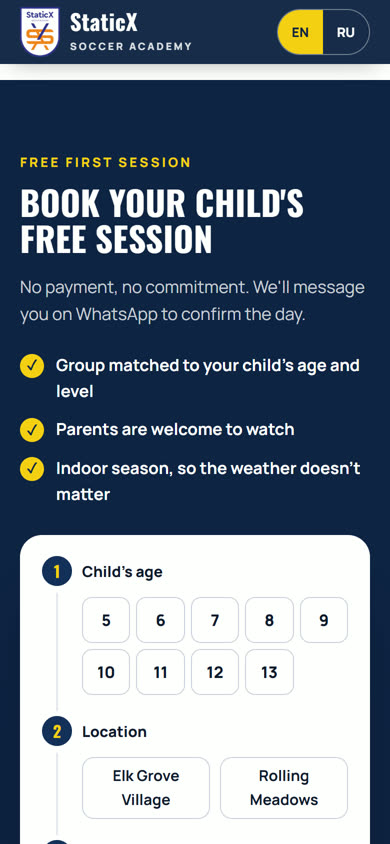 StaticX
StaticX
SOCCER ACADEMY
EN RU
FREE FIRST SESSION
BOOK YOUR CHILD'S
FREE SESSION
No payment, no commitment. We'll message
you on WhatsApp to confirm the day.
Group matched to your child's age and
level
Parents are welcome to watch
Indoor season, so the weather doesn't
matter
1 Child's age
5 6 7 8 9
10 11 12 13
2 Location
Elk Grove
Village
Rolling
Meadows